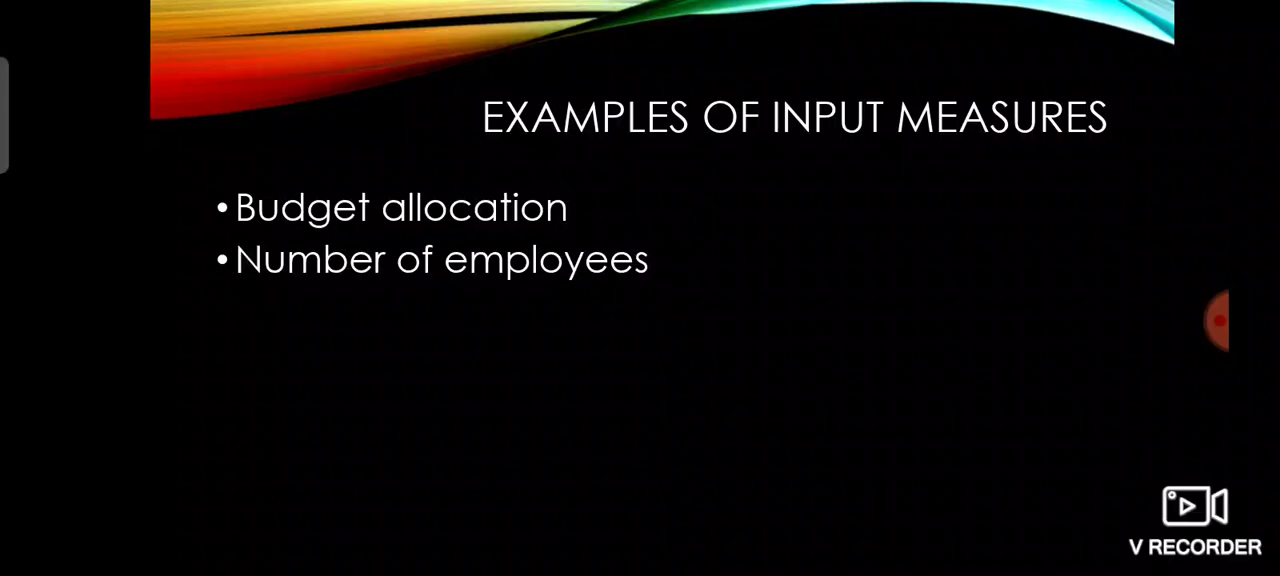 EXAMPLES OF INPUT MEASURES
• Budget allocation
• Number of employees
V RECORDER